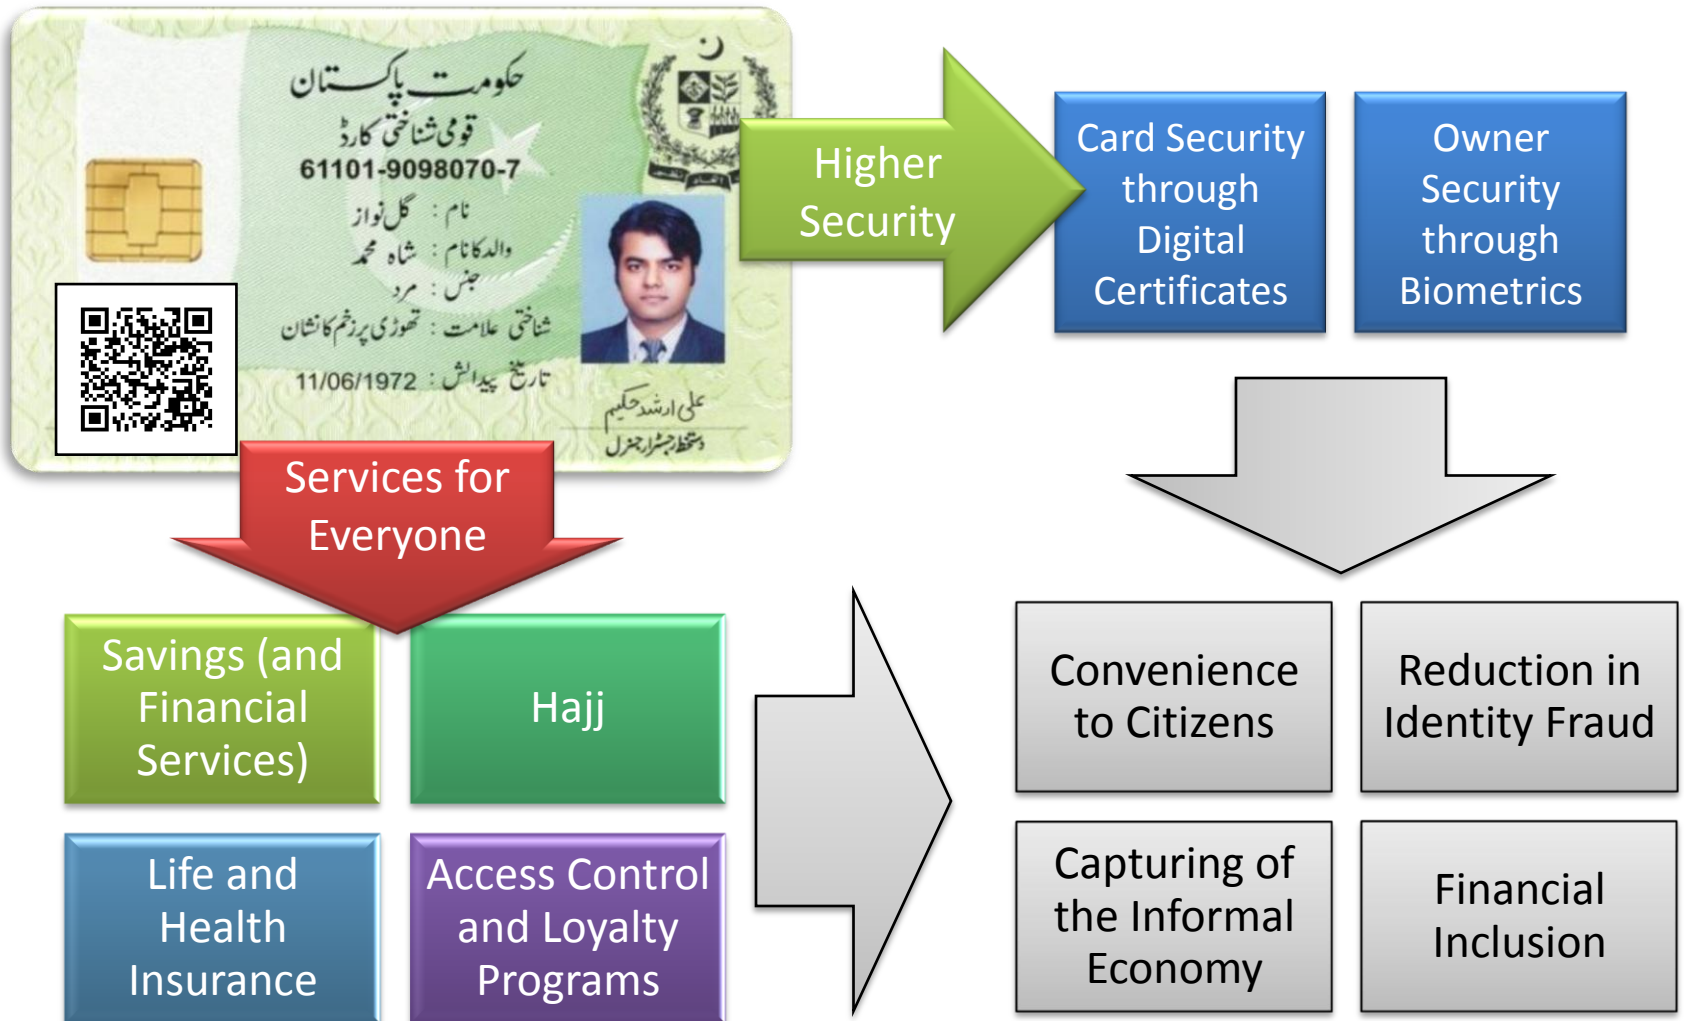 حکومت پاکستان
قومی شناختی کارڈ
61101-9098070-7
نام : گل نواز
والد کا نام : شاہ محمد
جنس : مرد
شناختی علامت : تھوڑی پر زخم کا نشان
تاریخ پیدائش : 11/06/1972
علی ارشد حکیم
دستخط رجسٹرار جنرل
Higher
Security
Card Security
through
Digital
Certificates
Owner
Security
through
Biometrics
Services for
Everyone
Savings (and
Financial
Services)
Hajj
Life and
Health
Insurance
Access Control
and Loyalty
Programs
Convenience
to Citizens
Reduction in
Identity Fraud
Capturing of
the Informal
Economy
Financial
Inclusion